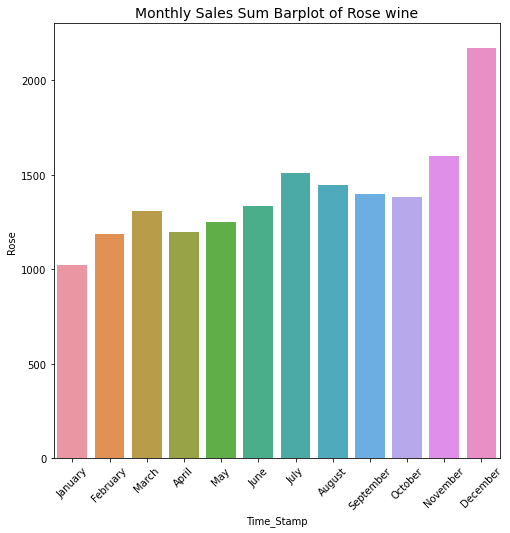 Monthly Sales Sum Barplot of Rose wine
2000
1500
1000
500
0
Rose
January
February
March
April
May
June
July
August
September
October
November
December
Time_Stamp